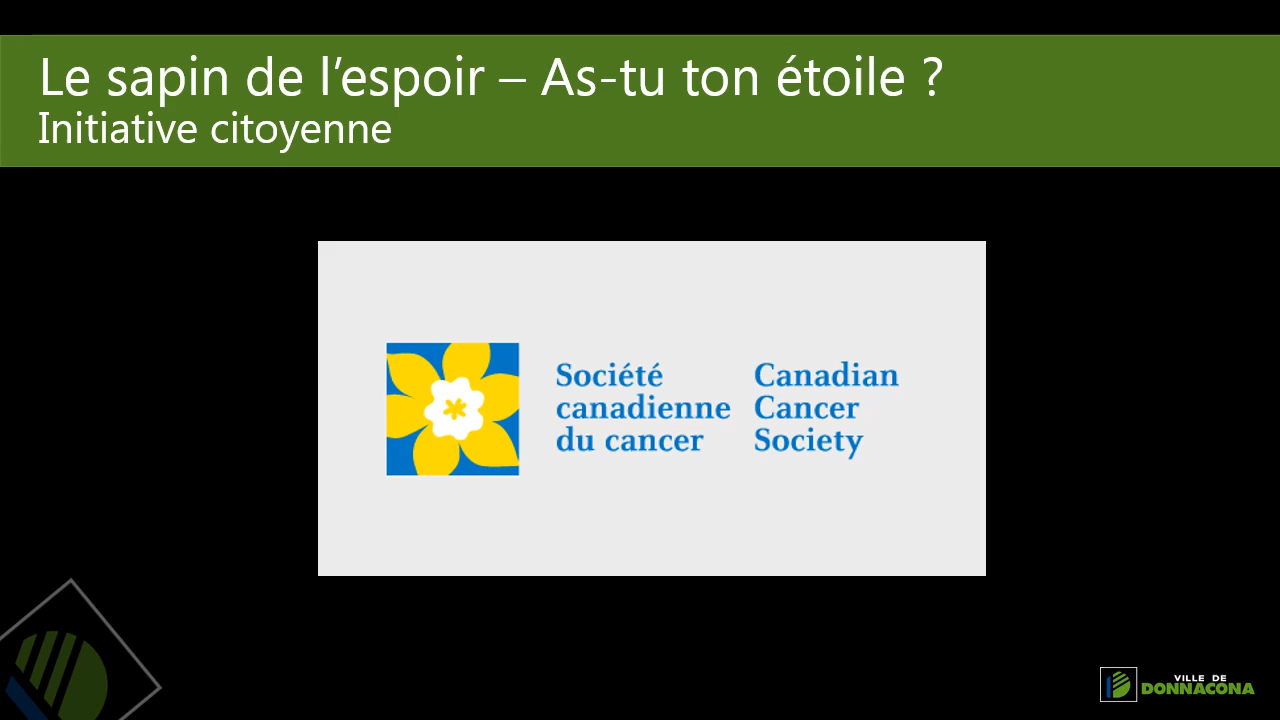 Le sapin de l’espoir – As-tu ton étoile ?
Initiative citoyenne
Société
canadienne
du cancer
Canadian
Cancer
Society
VILLE DE
DONNACONA